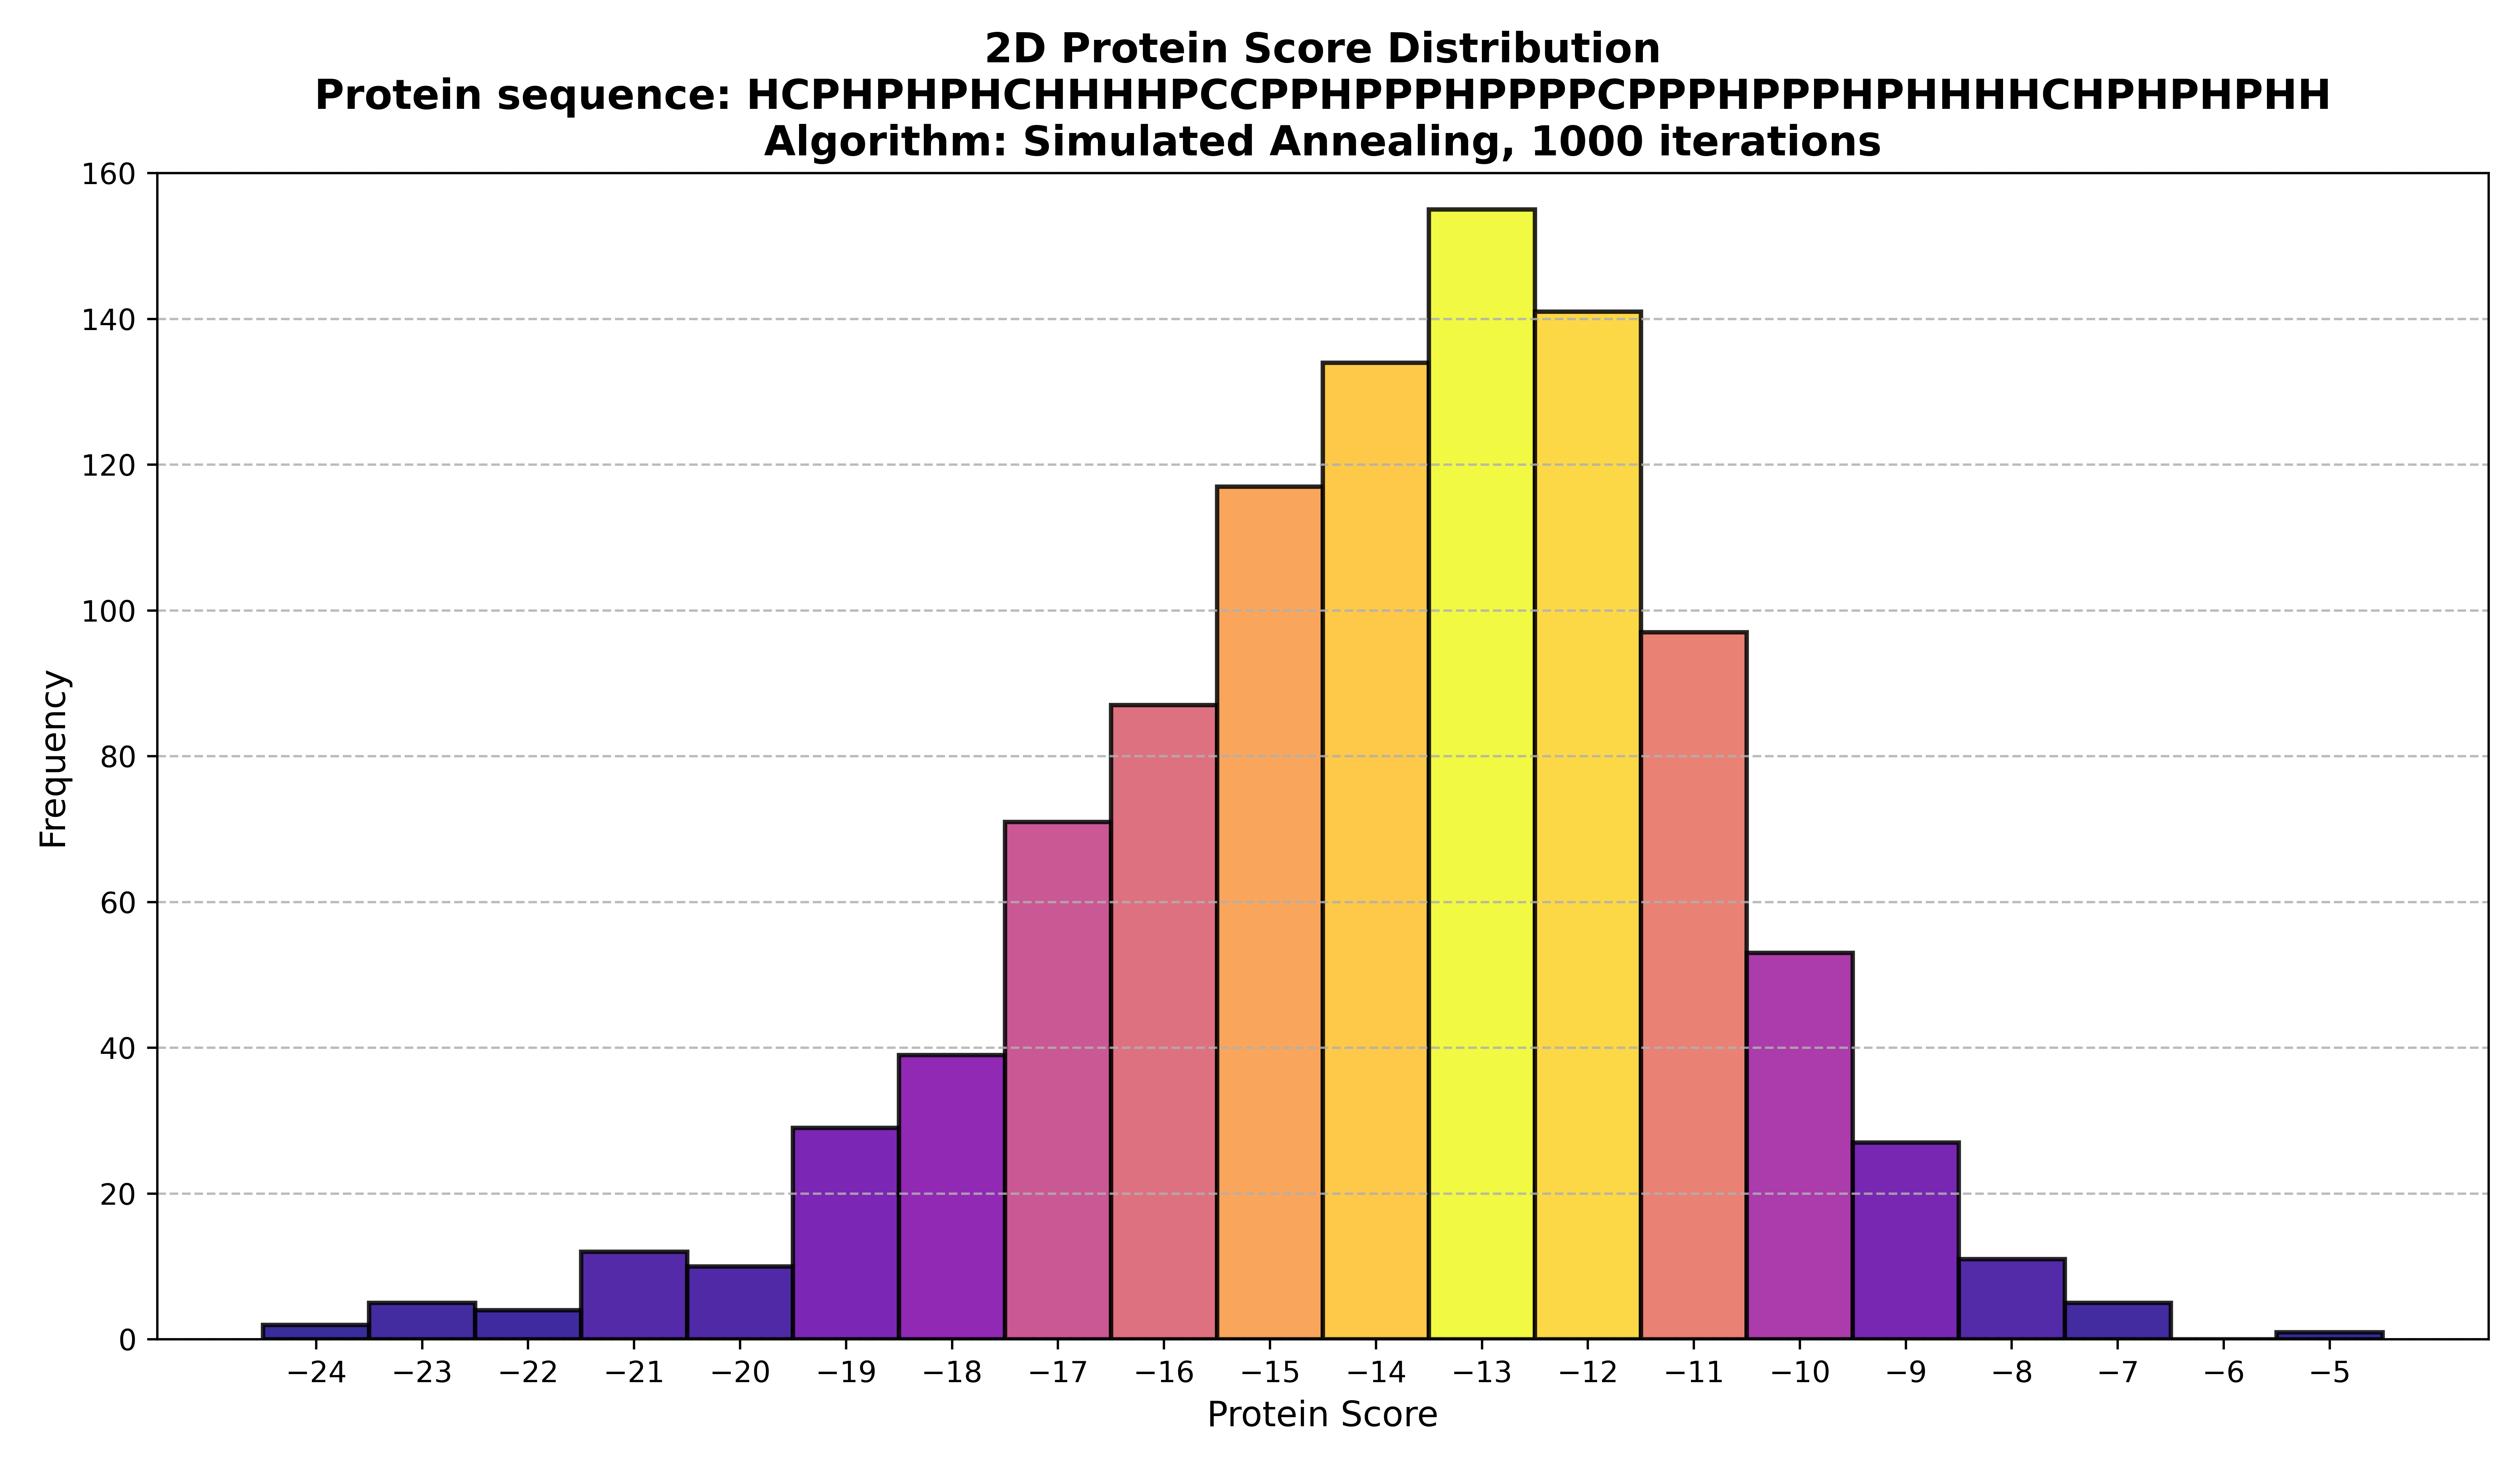 2D Protein Score Distribution
Protein sequence: HCPHPHPHCHHHHPCCPPHPPPHPPPPCPPPHPPPHPHHHHCHPHPHPHH
Algorithm: Simulated Annealing, 1000 iterations
160
140
120
100
80
60
40
20
0
Frequency
−24 −23 −22 −21 −20 −19 −18 −17 −16 −15 −14 −13 −12 −11 −10 −9 −8 −7 −6 −5
Protein Score